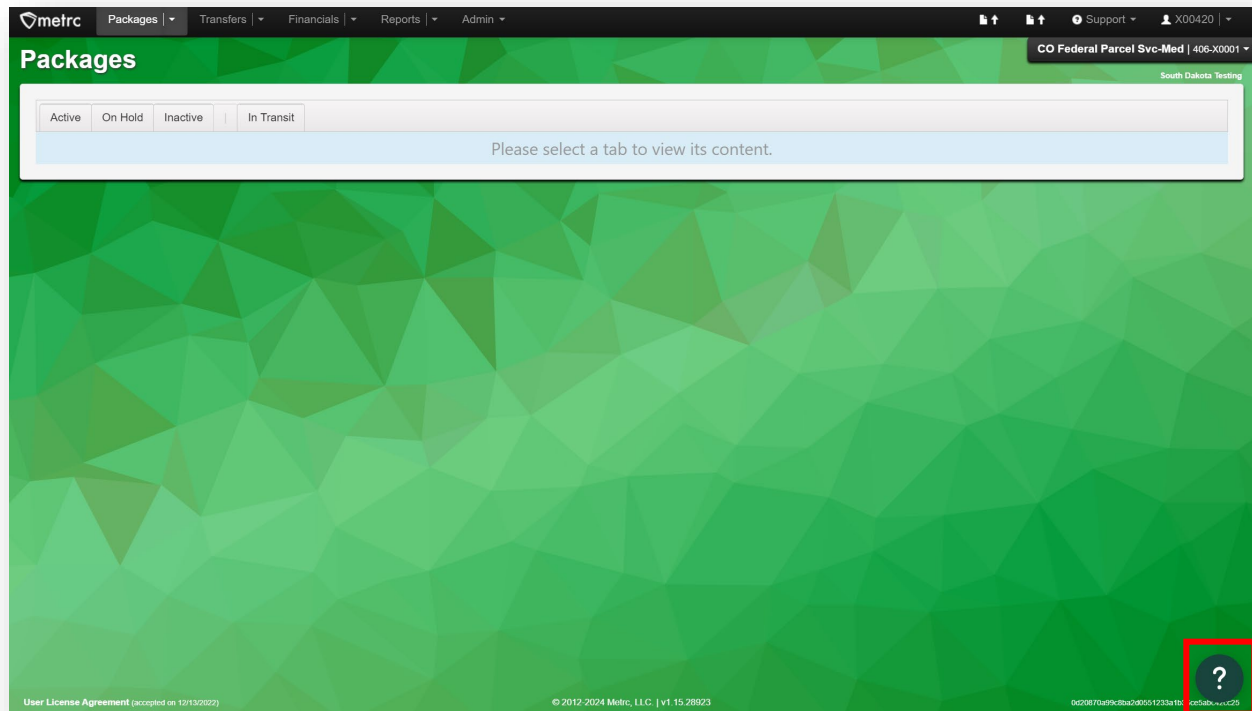 metrc Packages | Transfers | Financials | Reports | Admin Support X00420 |
Packages
CO Federal Parcel Svc-Med | 406-X0001
South Dakota Testing
Active On Hold Inactive | In Transit
Please select a tab to view its content.
?
User License Agreement (accepted on 12/13/2022) © 2012-2024 Metrc, LLC. | v1.15.28923